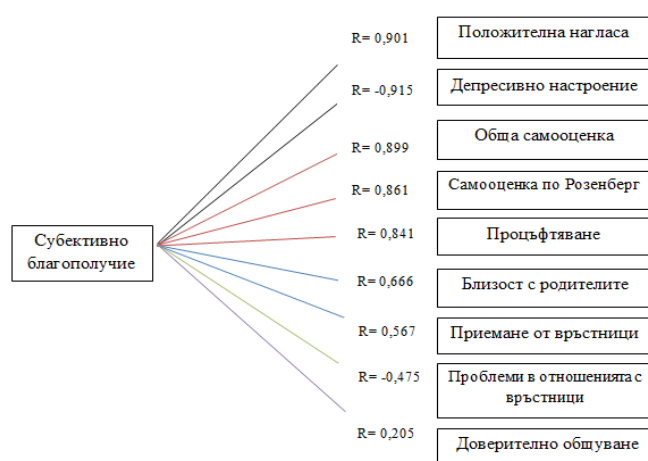 R= 0,901
Положителна нагласа
R= -0,915
Депресивно настроение
R= 0,899
Обща самооценка
R= 0,861
Самооценка по Розенберг
R= 0,841
Процъфтяване
Субективно
благополучие
R= 0,666
Близост с родителите
R= 0,567
Приемане от връстници
R= -0,475
Проблеми в отношенията с
връстници
R= 0,205
Доверително общуване